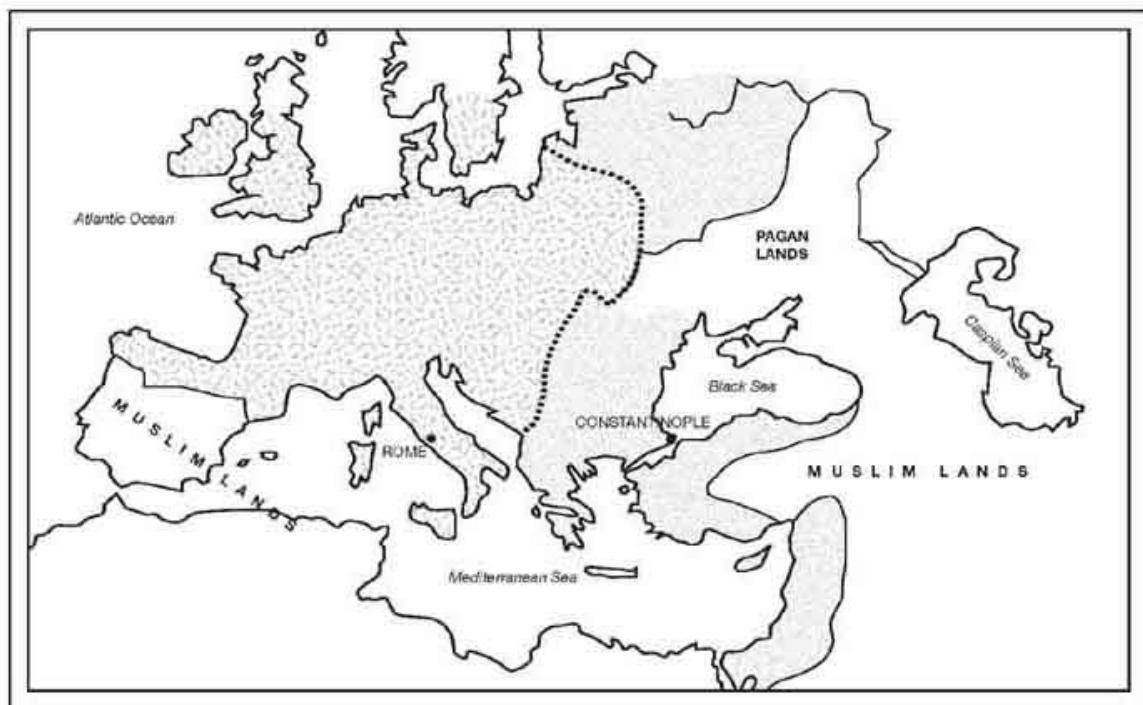 Atlantic Ocean
PAGAN
LANDS
Caspian Sea
Black Sea
MUSLIM LANDS
CONSTANTINOPLE
ROME
MUSLIM LANDS
Mediterranean Sea